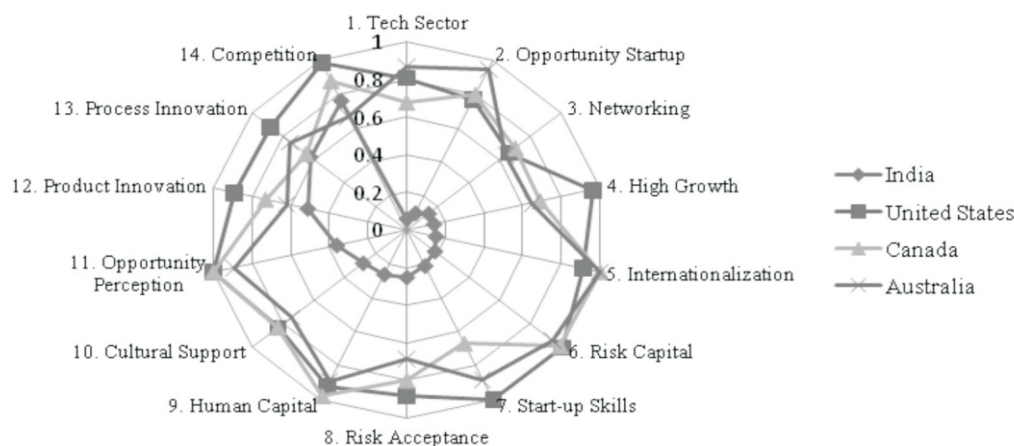 1. Tech Sector
1
14. Competition
2. Opportunity Startup
0.8
13. Process Innovation
0.6
3. Networking
0.4
12. Product Innovation
4. High Growth
0.2
0
11. Opportunity
Perception
5. Internationalization
10. Cultural Support
6. Risk Capital
9. Human Capital
7. Start-up Skills
8. Risk Acceptance
India
United States
Canada
Australia